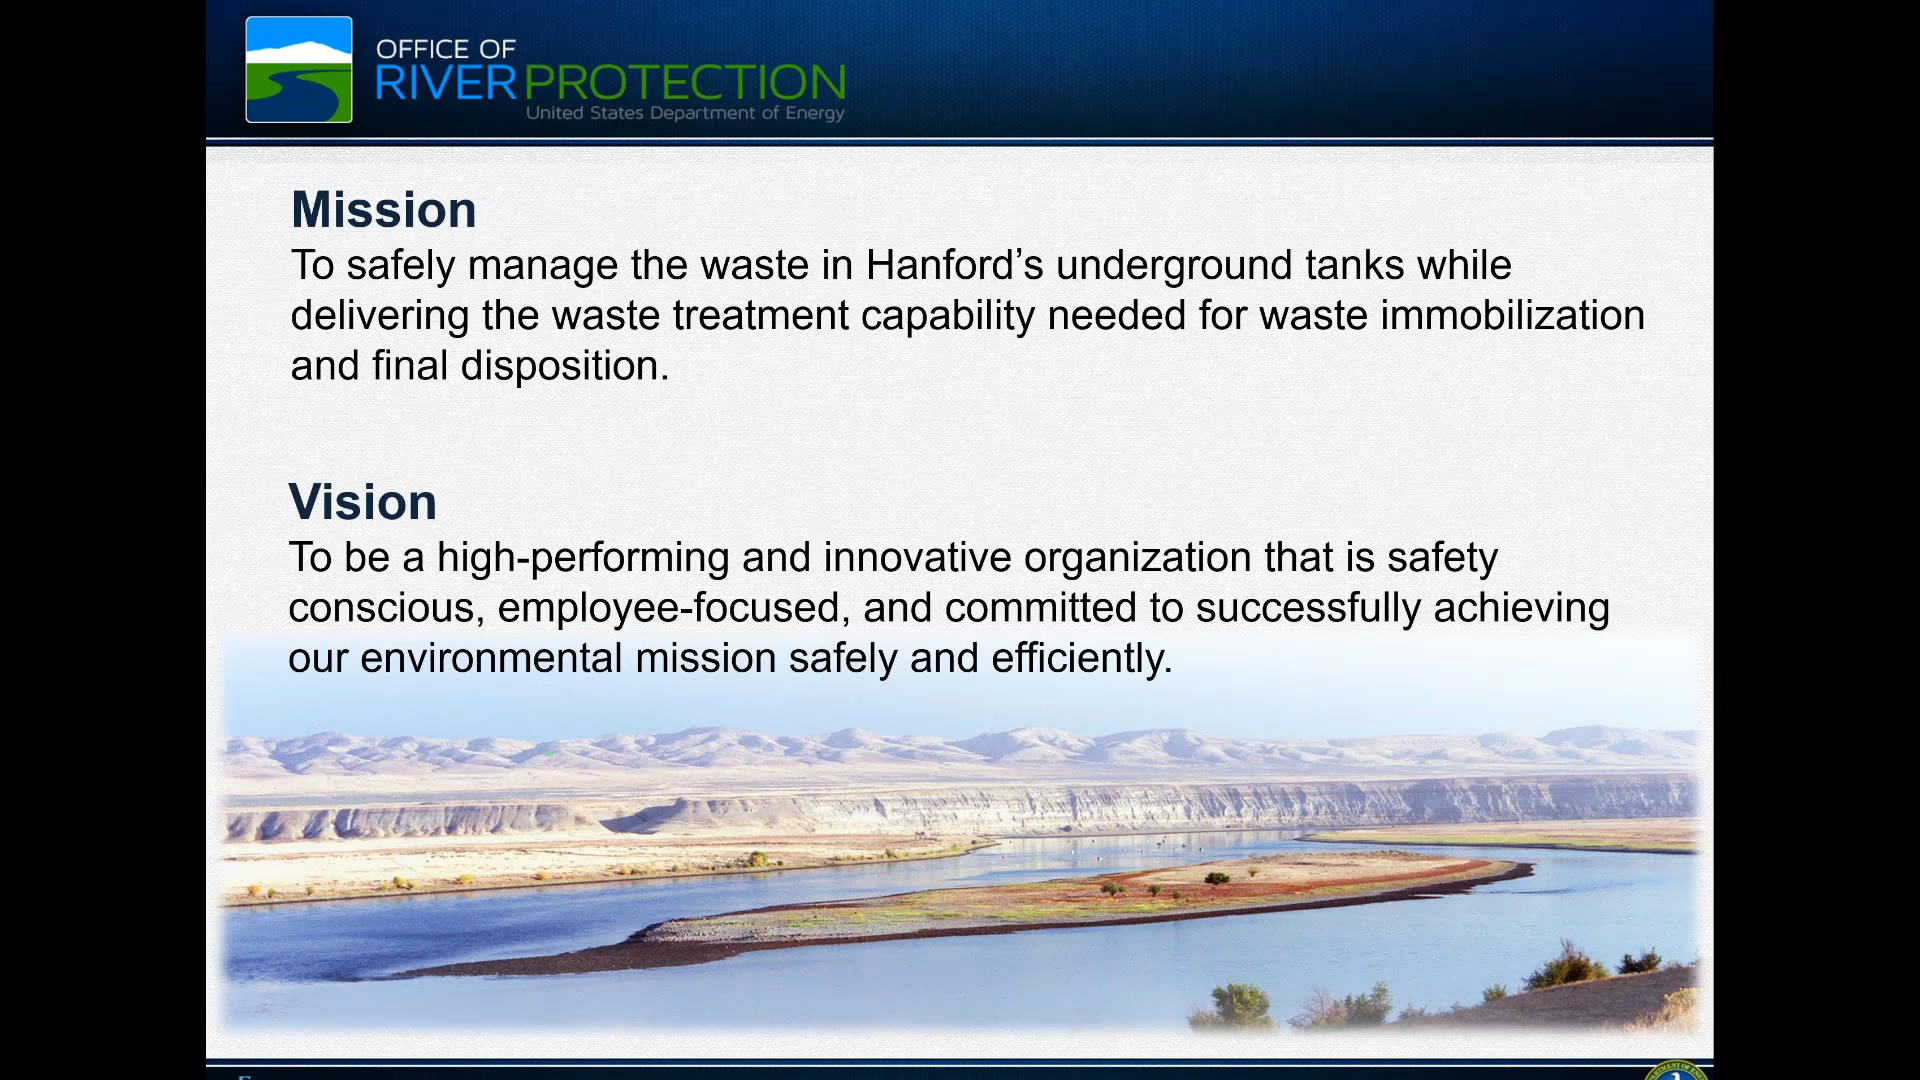 OFFICE OF
RIVER PROTECTION
United States Department of Energy
Mission
To safely manage the waste in Hanford’s underground tanks while
delivering the waste treatment capability needed for waste immobilization
and final disposition.
Vision
To be a high-performing and innovative organization that is safety
conscious, employee-focused, and committed to successfully achieving
our environmental mission safely and efficiently.